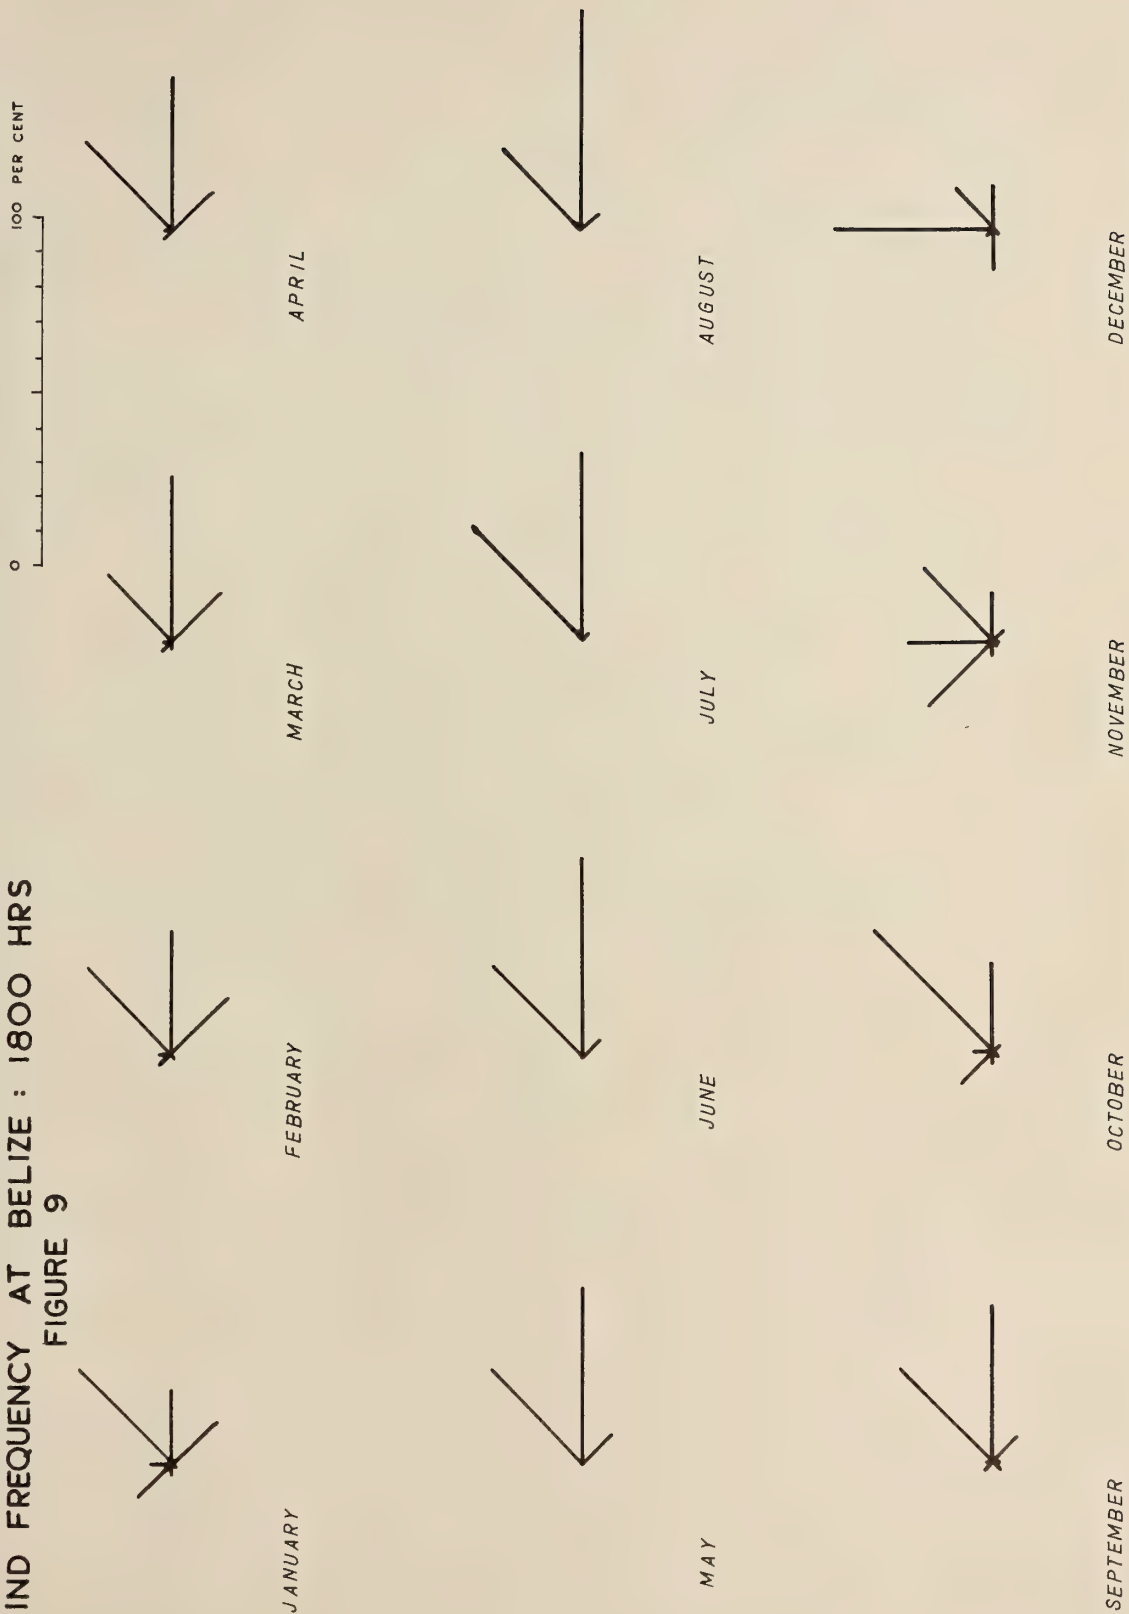 IND FREQUENCY AT BELIZE : 1800 HRS
FIGURE 9
0 100 PER CENT
JANUARY
FEBRUARY
MARCH
APRIL
MAY
JUNE
JULY
AUGUST
SEPTEMBER
OCTOBER
NOVEMBER
DECEMBER